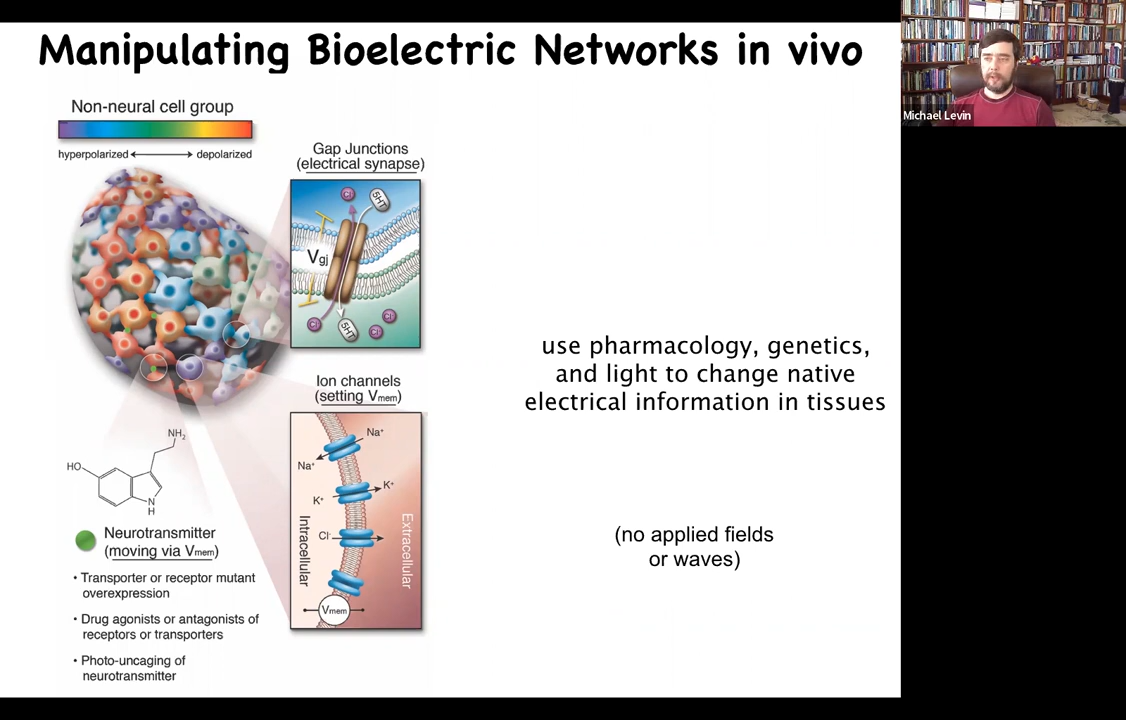 Manipulating Bioelectric Networks in vivo
Michael Levin
Non-neural cell group
hyperpolarized
depolarized
Gap Junctions
(electrical synapse)
Cl-
5HT
Vgj
Cl-
5HT
Cl-
Cl-
Ion channels
(setting Vmem)
Na+
Na+
K+
K+
Cl-
Intracellular
Extracellular
Vmem
NH2
HO
N
H
Neurotransmitter
(moving via Vmem)
• Transporter or receptor mutant
overexpression
• Drug agonists or antagonists of
receptors or transporters
• Photo-uncaging of
neurotransmitter
use pharmacology, genetics,
and light to change native
electrical information in tissues
(no applied fields
or waves)